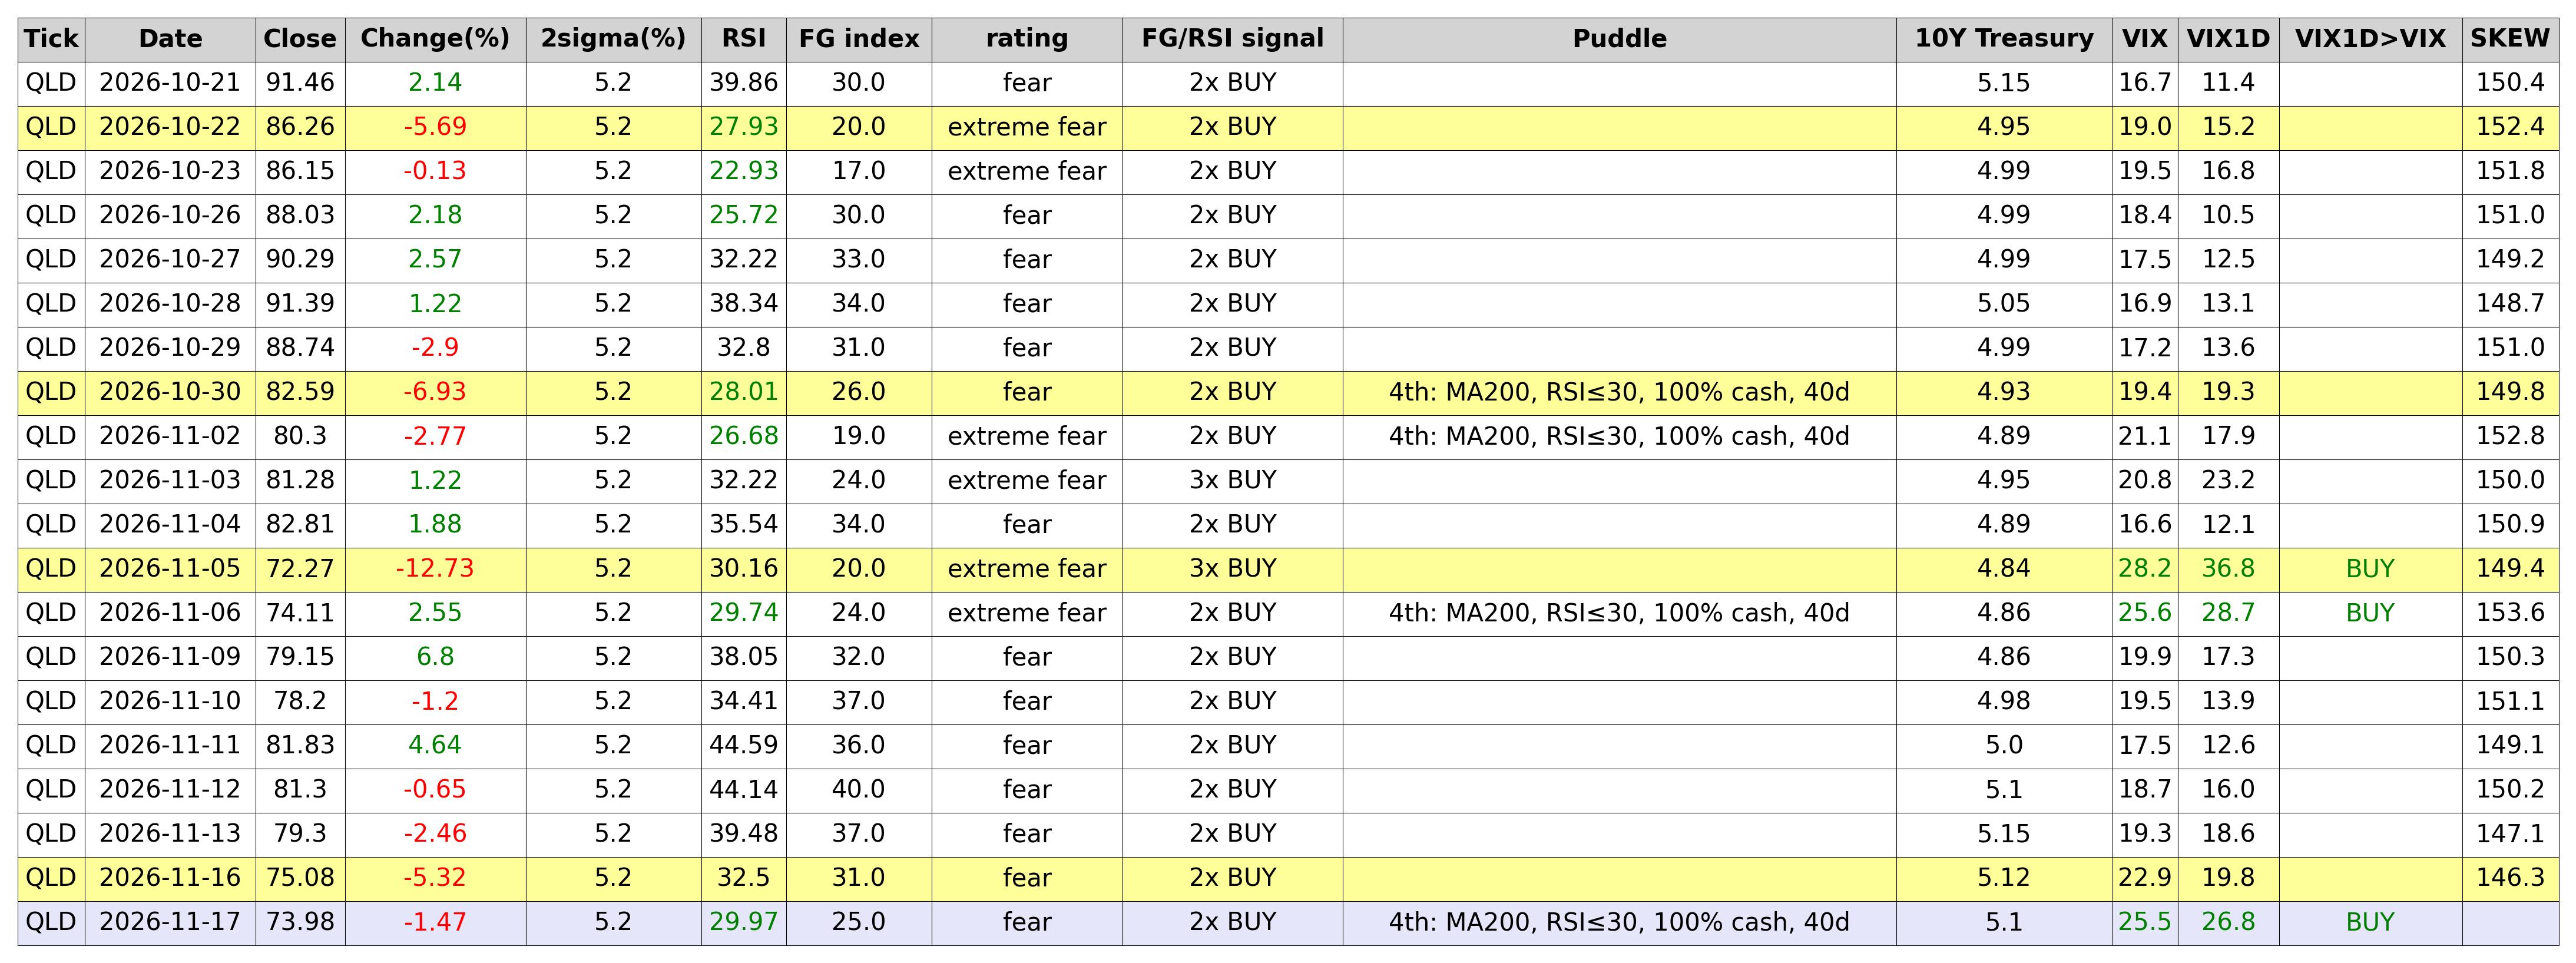 Tick Date Close Change(%) 2sigma(%) RSI FG index rating FG/RSI signal Puddle 10Y Treasury VIX VIX1D VIX1D>VIX SKEW
QLD 2026-10-21 91.46 2.14 5.2 39.86 30.0 fear 2x BUY 5.15 16.7 11.4 150.4
QLD 2026-10-22 86.26 -5.69 5.2 27.93 20.0 extreme fear 2x BUY 4.95 19.0 15.2 152.4
QLD 2026-10-23 86.15 -0.13 5.2 22.93 17.0 extreme fear 2x BUY 4.99 19.5 16.8 151.8
QLD 2026-10-26 88.03 2.18 5.2 25.72 30.0 fear 2x BUY 4.99 18.4 10.5 151.0
QLD 2026-10-27 90.29 2.57 5.2 32.22 33.0 fear 2x BUY 4.99 17.5 12.5 149.2
QLD 2026-10-28 91.39 1.22 5.2 38.34 34.0 fear 2x BUY 5.05 16.9 13.1 148.7
QLD 2026-10-29 88.74 -2.9 5.2 32.8 31.0 fear 2x BUY 4.99 17.2 13.6 151.0
QLD 2026-10-30 82.59 -6.93 5.2 28.01 26.0 fear 2x BUY 4th: MA200, RSI≤30, 100% cash, 40d 4.93 19.4 19.3 149.8
QLD 2026-11-02 80.3 -2.77 5.2 26.68 19.0 extreme fear 2x BUY 4th: MA200, RSI≤30, 100% cash, 40d 4.89 21.1 17.9 152.8
QLD 2026-11-03 81.28 1.22 5.2 32.22 24.0 extreme fear 3x BUY 4.95 20.8 23.2 150.0
QLD 2026-11-04 82.81 1.88 5.2 35.54 34.0 fear 2x BUY 4.89 16.6 12.1 150.9
QLD 2026-11-05 72.27 -12.73 5.2 30.16 20.0 extreme fear 3x BUY 4.84 28.2 36.8 BUY 149.4
QLD 2026-11-06 74.11 2.55 5.2 29.74 24.0 extreme fear 2x BUY 4th: MA200, RSI≤30, 100% cash, 40d 4.86 25.6 28.7 BUY 153.6
QLD 2026-11-09 79.15 6.8 5.2 38.05 32.0 fear 2x BUY 4.86 19.9 17.3 150.3
QLD 2026-11-10 78.2 -1.2 5.2 34.41 37.0 fear 2x BUY 4.98 19.5 13.9 151.1
QLD 2026-11-11 81.83 4.64 5.2 44.59 36.0 fear 2x BUY 5.0 17.5 12.6 149.1
QLD 2026-11-12 81.3 -0.65 5.2 44.14 40.0 fear 2x BUY 5.1 18.7 16.0 150.2
QLD 2026-11-13 79.3 -2.46 5.2 39.48 37.0 fear 2x BUY 5.15 19.3 18.6 147.1
QLD 2026-11-16 75.08 -5.32 5.2 32.5 31.0 fear 2x BUY 5.12 22.9 19.8 146.3
QLD 2026-11-17 73.98 -1.47 5.2 29.97 25.0 fear 2x BUY 4th: MA200, RSI≤30, 100% cash, 40d 5.1 25.5 26.8 BUY